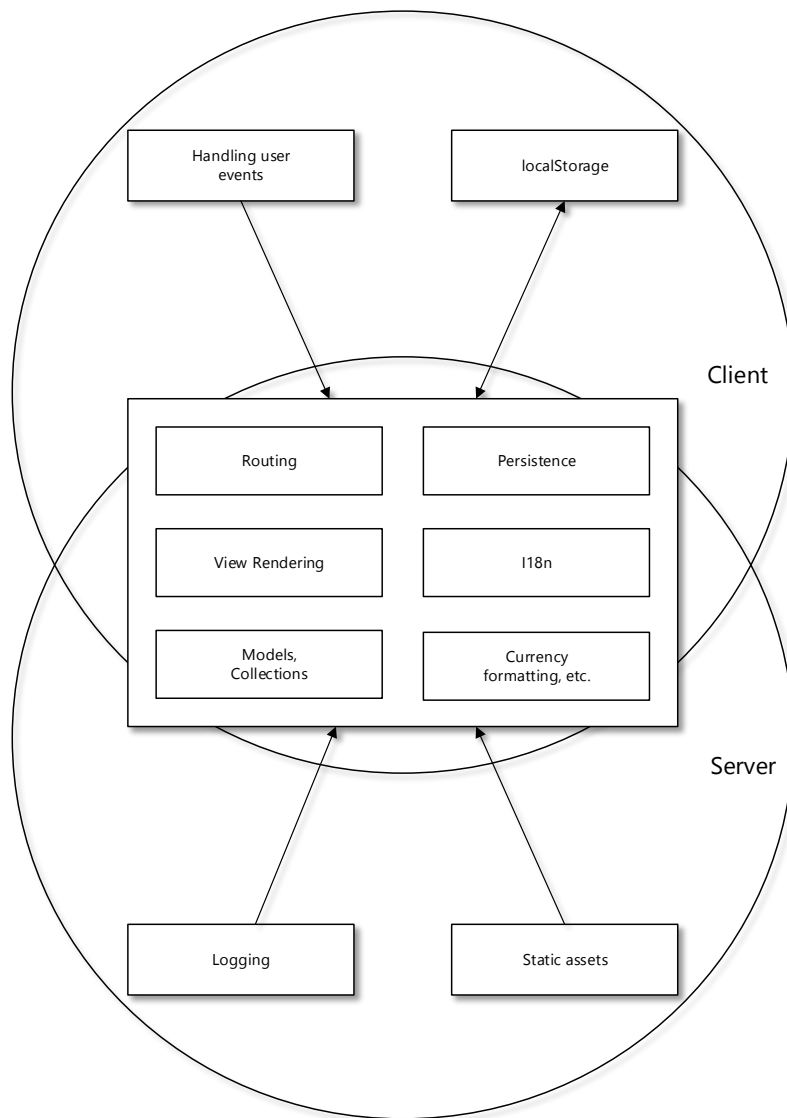 Handling user
events
localStorage
Client
Routing
Persistence
View Rendering
I18n
Models,
Collections
Currency
formatting, etc.
Server
Logging
Static assets